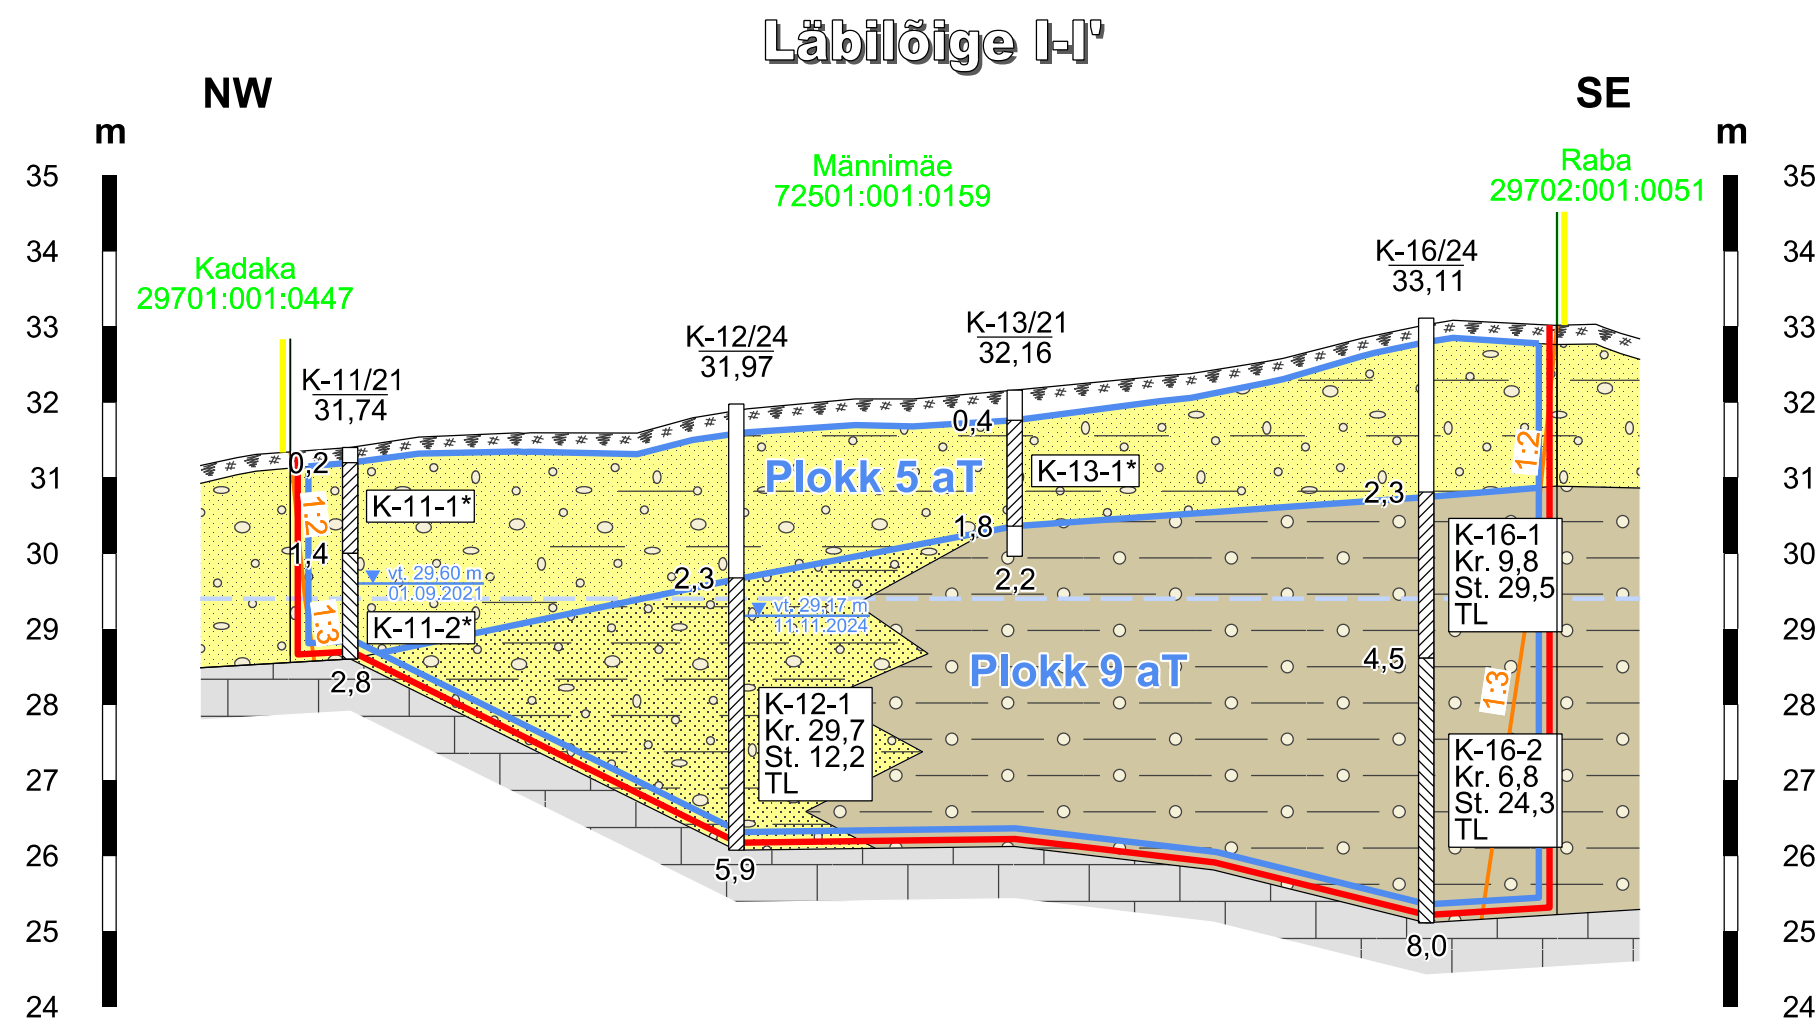 Läbilõige I-I'
NW
SE
m
m
35
34
33
32
31
30
29
28
27
26
25
24
35
34
33
32
31
30
29
28
27
26
25
24
Kadaka
29701:001:0447
Männimäe
72501:001:0159
Raba
29702:001:0051
K-11/21
31,74
K-12/24
31,97
K-13/21
32,16
K-16/24
33,11
0,2
1,4
2,8
1:2
1:3
K-11-1*
K-11-2*
vt. 29,60 m
01.09.2021
2,3
5,9
vt. 29,17 m
11.11.2024
K-12-1
Kr. 29,7
St. 12,2
TL
Plokk 5 aT
0,4
1,8
2,2
K-13-1*
Plokk 9 aT
2,3
4,5
8,0
K-16-1
Kr. 9,8
St. 29,5
TL
K-16-2
Kr. 6,8
St. 24,3
TL
1:2
1:3